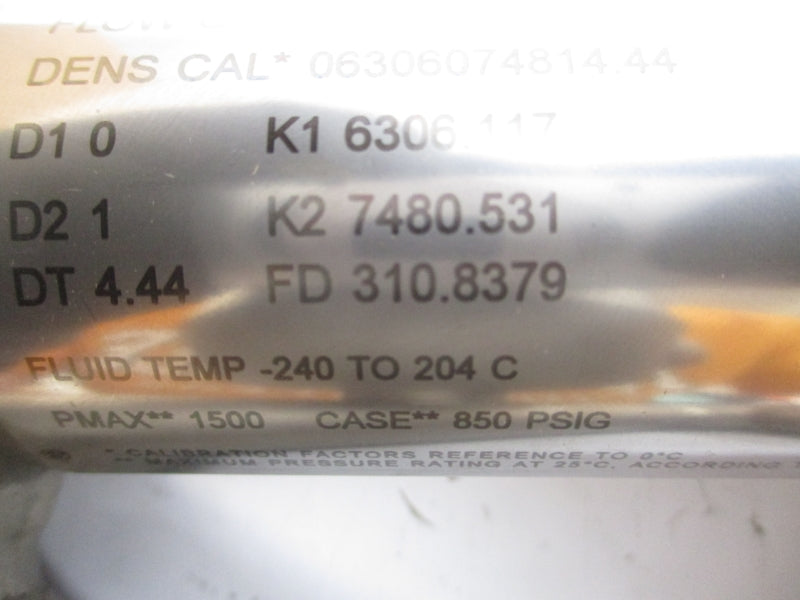 FLOW
DENS CAL* 06306074814.44
D1 0 K1 6306.117
D2 1 K2 7480.531
DT 4.44 FD 310.8379
FLUID TEMP -240 TO 204 C
PMAX** 1500 CASE** 850 PSIG
* CALIBRATION FACTORS REFERENCE TO 0°C
** MAXIMUM PRESSURE RATING AT 25°C, ACCORDING